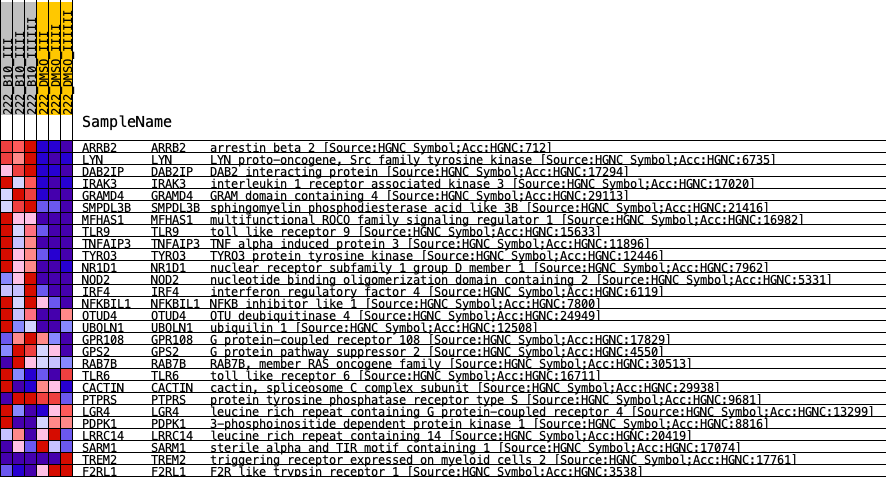 222_B10_III
222_B10_IIII
222_B10_IIIIII
222_DMSO_III
222_DMSO_IIII
222_DMSO_IIIIII
SampleName
ARRB2 ARRB2 arrestin beta 2 [Source:HGNC Symbol;Acc:HGNC:712]
LYN LYN LYN proto-oncogene, Src family tyrosine kinase [Source:HGNC Symbol;Acc:HGNC:6735]
DAB2IP DAB2IP DAB2 interacting protein [Source:HGNC Symbol;Acc:HGNC:17294]
IRAK3 IRAK3 interleukin 1 receptor associated kinase 3 [Source:HGNC Symbol;Acc:HGNC:17020]
GRAMD4 GRAMD4 GRAM domain containing 4 [Source:HGNC Symbol;Acc:HGNC:29113]
SMPDL3B SMPDL3B sphingomyelin phosphodiesterase acid like 3B [Source:HGNC Symbol;Acc:HGNC:21416]
MFHAS1 MFHAS1 multifunctional ROCO family signaling regulator 1 [Source:HGNC Symbol;Acc:HGNC:16982]
TLR9 TLR9 toll like receptor 9 [Source:HGNC Symbol;Acc:HGNC:15633]
TNFAIP3 TNFAIP3 TNF alpha induced protein 3 [Source:HGNC Symbol;Acc:HGNC:11896]
TYRO3 TYRO3 TYRO3 protein tyrosine kinase [Source:HGNC Symbol;Acc:HGNC:12446]
NR1D1 NR1D1 nuclear receptor subfamily 1 group D member 1 [Source:HGNC Symbol;Acc:HGNC:7962]
NOD2 NOD2 nucleotide binding oligomerization domain containing 2 [Source:HGNC Symbol;Acc:HGNC:5331]
IRF4 IRF4 interferon regulatory factor 4 [Source:HGNC Symbol;Acc:HGNC:6119]
NFKBIL1 NFKBIL1 NFKB inhibitor like 1 [Source:HGNC Symbol;Acc:HGNC:7800]
OTUD4 OTUD4 OTU deubiquitinase 4 [Source:HGNC Symbol;Acc:HGNC:24949]
UBQLN1 UBQLN1 ubiquilin 1 [Source:HGNC Symbol;Acc:HGNC:12508]
GPR108 GPR108 G protein-coupled receptor 108 [Source:HGNC Symbol;Acc:HGNC:17829]
GPS2 GPS2 G protein pathway suppressor 2 [Source:HGNC Symbol;Acc:HGNC:4550]
RAB7B RAB7B RAB7B, member RAS oncogene family [Source:HGNC Symbol;Acc:HGNC:30513]
TLR6 TLR6 toll like receptor 6 [Source:HGNC Symbol;Acc:HGNC:16711]
CACTIN CACTIN cactin, spliceosome C complex subunit [Source:HGNC Symbol;Acc:HGNC:29938]
PTPRS PTPRS protein tyrosine phosphatase receptor type S [Source:HGNC Symbol;Acc:HGNC:9681]
LGR4 LGR4 leucine rich repeat containing G protein-coupled receptor 4 [Source:HGNC Symbol;Acc:HGNC:13299]
PDPK1 PDPK1 3-phosphoinositide dependent protein kinase 1 [Source:HGNC Symbol;Acc:HGNC:8816]
LRRC14 LRRC14 leucine rich repeat containing 14 [Source:HGNC Symbol;Acc:HGNC:20419]
SARM1 SARM1 sterile alpha and TIR motif containing 1 [Source:HGNC Symbol;Acc:HGNC:17074]
TREM2 TREM2 triggering receptor expressed on myeloid cells 2 [Source:HGNC Symbol;Acc:HGNC:17761]
F2RL1 F2RL1 F2R like trypsin receptor 1 [Source:HGNC Symbol;Acc:HGNC:3538]